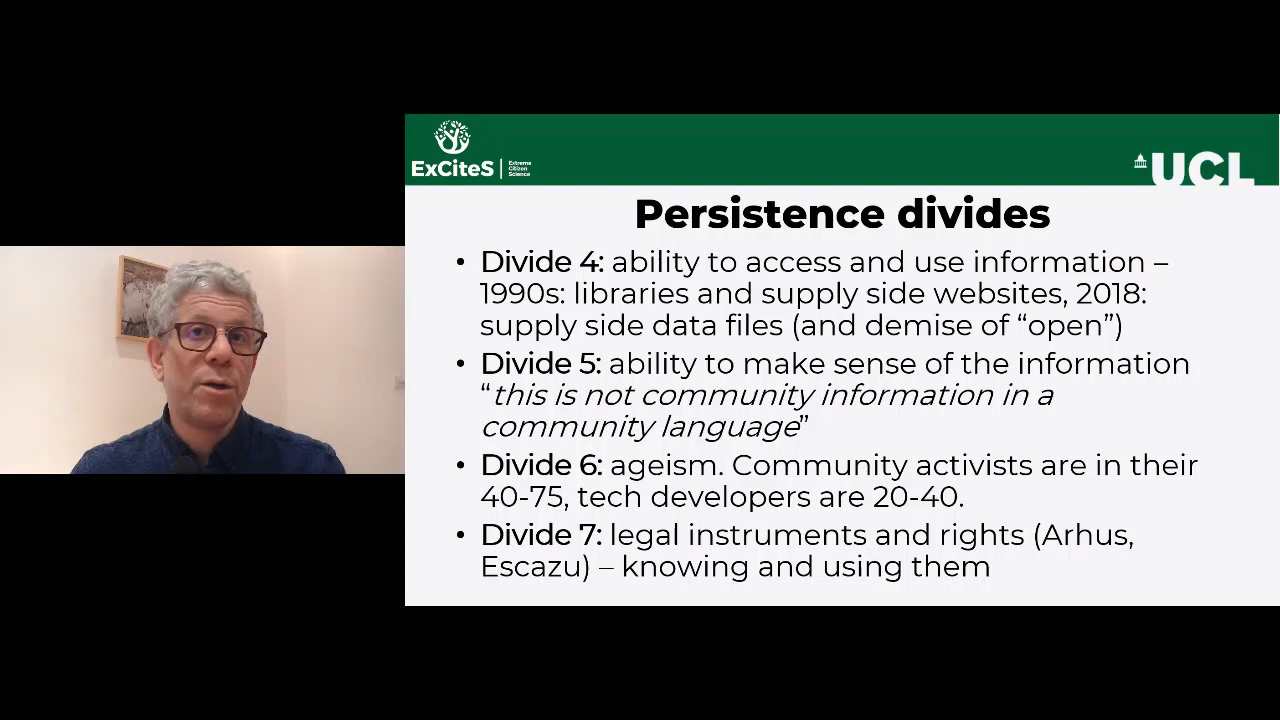 ExCiteS
Extreme
Citizen
Science
UCL
Persistence divides
• Divide 4: ability to access and use information –
1990s: libraries and supply side websites, 2018:
supply side data files (and demise of “open”)
• Divide 5: ability to make sense of the information
“this is not community information in a
community language”
• Divide 6: ageism. Community activists are in their
40-75, tech developers are 20-40.
• Divide 7: legal instruments and rights (Arhus,
Escazu) – knowing and using them